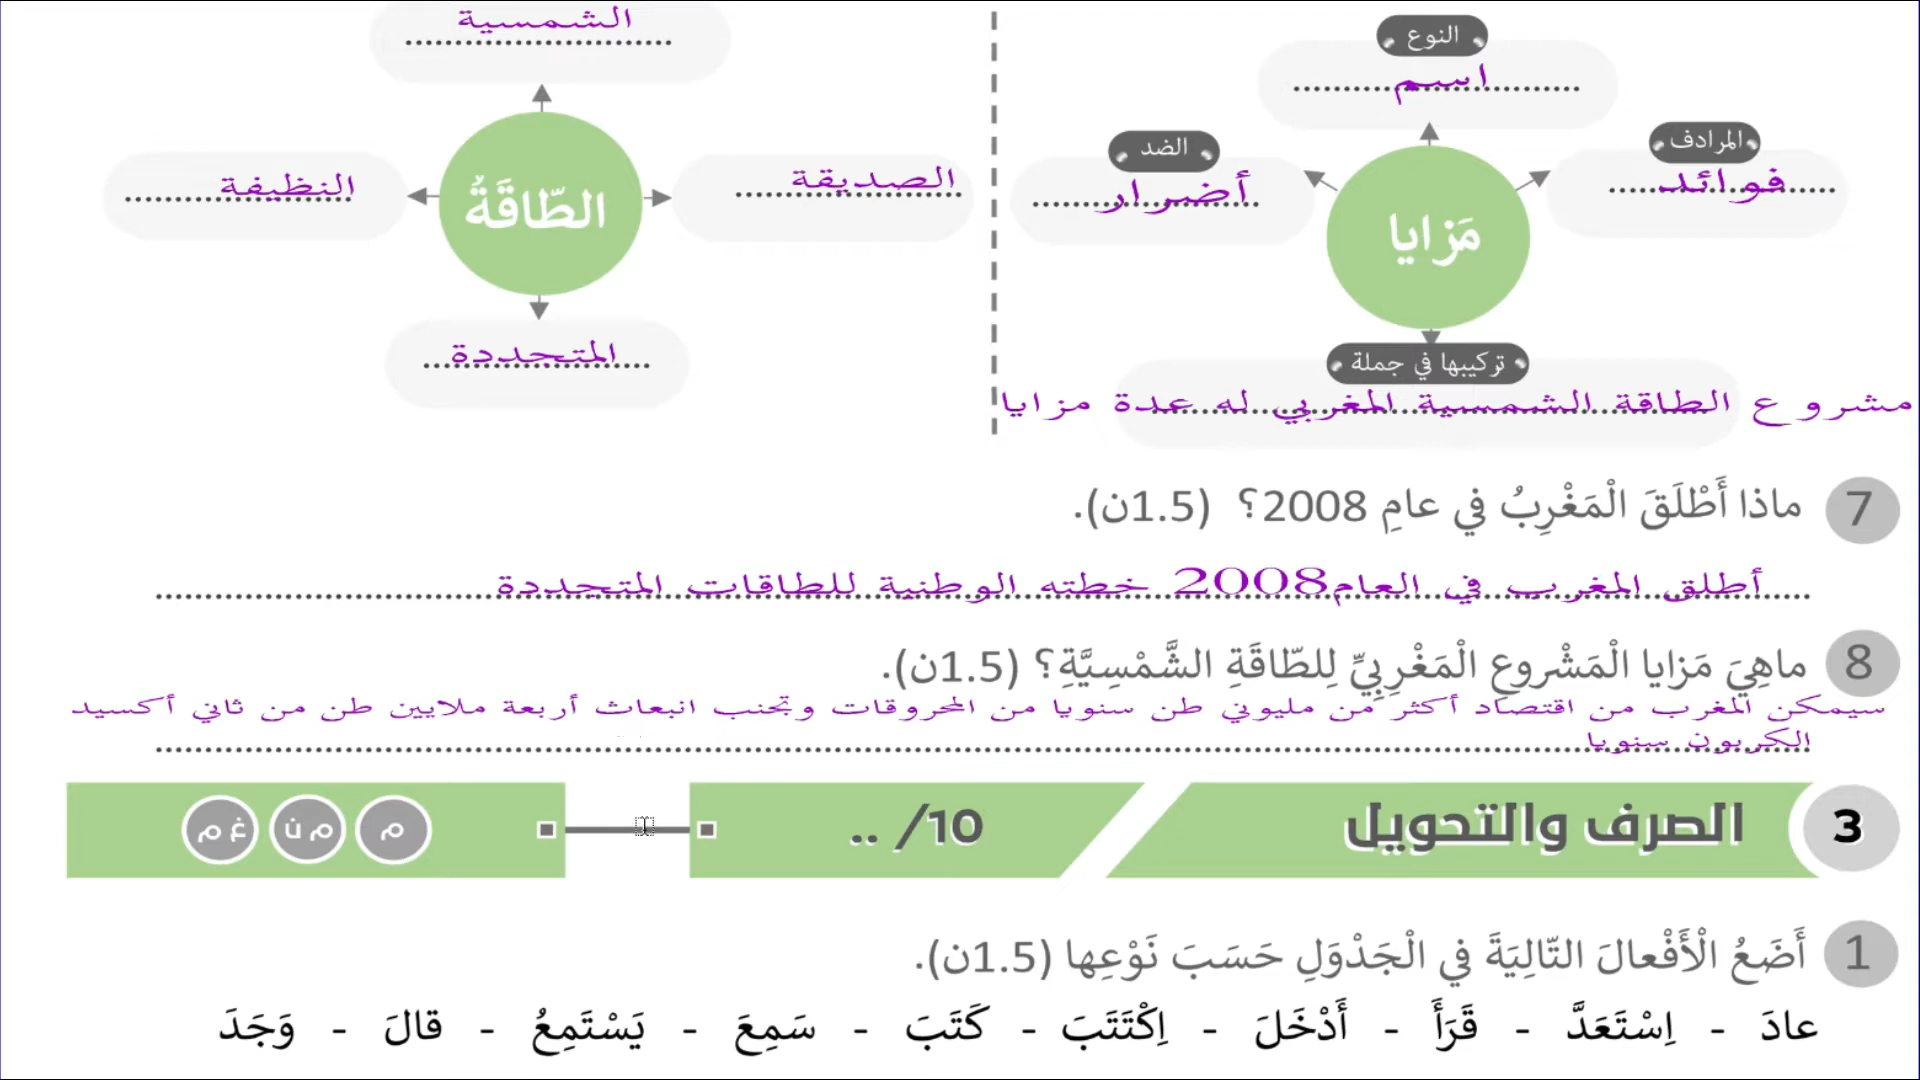 النوع
اسم
المرادف
فوائد
الضد
أضرار
مَزايا
تركيبها في جملة
مشروع الطاقة الشمسية المغربي له عدة مزايا
الشمسية
الصديقة
الطّاقَةُ
النظيفة
المتجددة
7 ماذا أَطْلَقَ الْمَغْرِبُ في عامِ 2008؟ (1.5ن).
أطلق المغرب في العام2008 خطته الوطنية للطاقات المتجددة
8 ماهِيَ مَزايا الْمَشْروعِ الْمَغْرِبِيِّ لِلطّاقَةِ الشَّمْسِيَّةِ؟ (1.5ن).
سيمكن المغرب من اقتصاد أكثر من مليوني طن سنويا من المحروقات وتجنب انبعاث أربعة ملايين طن من ثاني أكسيد
الكربون سنويا
3 الصرف والتحويل .. /10 م م ن غ م
1 أَضَعُ الْأَفْعالَ التّالِيَةَ في الْجَدْوَلِ حَسَبَ نَوْعِها (1.5ن).
عادَ - اِسْتَعَدَّ - قَرَأَ - أَدْخَلَ - اِكْتَتَبَ - كَتَبَ - سَمِعَ - يَسْتَمِعُ - قالَ - وَجَدَ